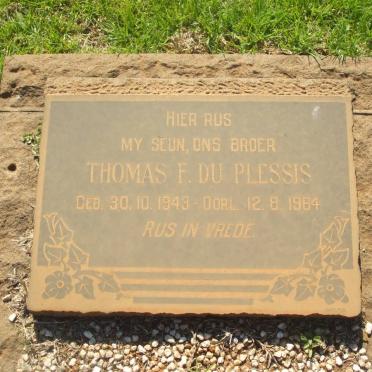 HIER RUS
MY SEUN, ONS BROER
THOMAS F. DU PLESSIS
GEB. 30.10.1943 - OORL. 12.8.1964
RUS IN VREDE.